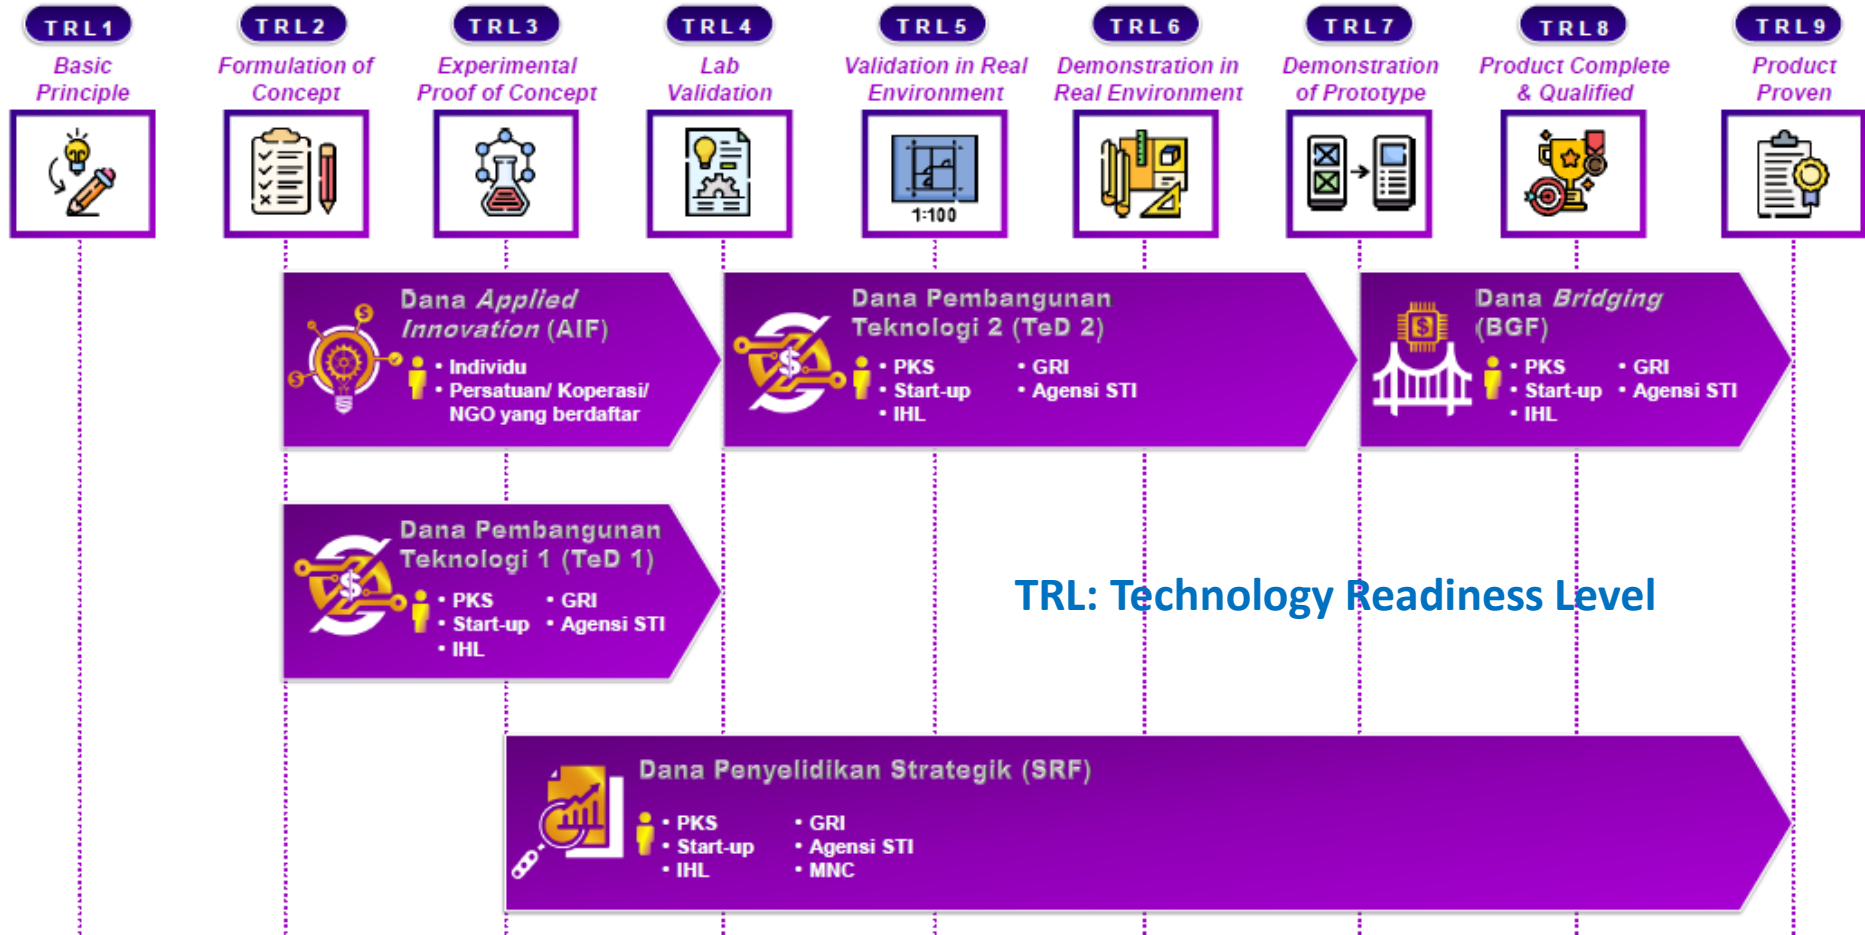 TRL1
TRL2
TRL3
TRL4
TRL5
TRL6
TRL7
TRL8
TRL9
Basic
Principle
Formulation of
Concept
Experimental
Proof of Concept
Lab
Validation
Validation in Real
Environment
Demonstration in
Real Environment
Demonstration
of Prototype
Product Complete
& Qualified
Product
Proven
1:100
Dana Applied
Innovation (AIF)
• Individu
• Persatuan/ Koperasi/
NGO yang berdaftar
Dana Pembangunan
Teknologi 2 (TeD 2)
• PKS
• Start-up
• IHL
• GRI
• Agensi STI
Dana Bridging
(BGF)
• PKS
• Start-up
• IHL
• GRI
• Agensi STI
Dana Pembangunan
Teknologi 1 (TeD 1)
• PKS
• Start-up
• IHL
• GRI
• Agensi STI
TRL: Technology Readiness Level
Dana Penyelidikan Strategik (SRF)
• PKS
• Start-up
• IHL
• GRI
• Agensi STI
• MNC